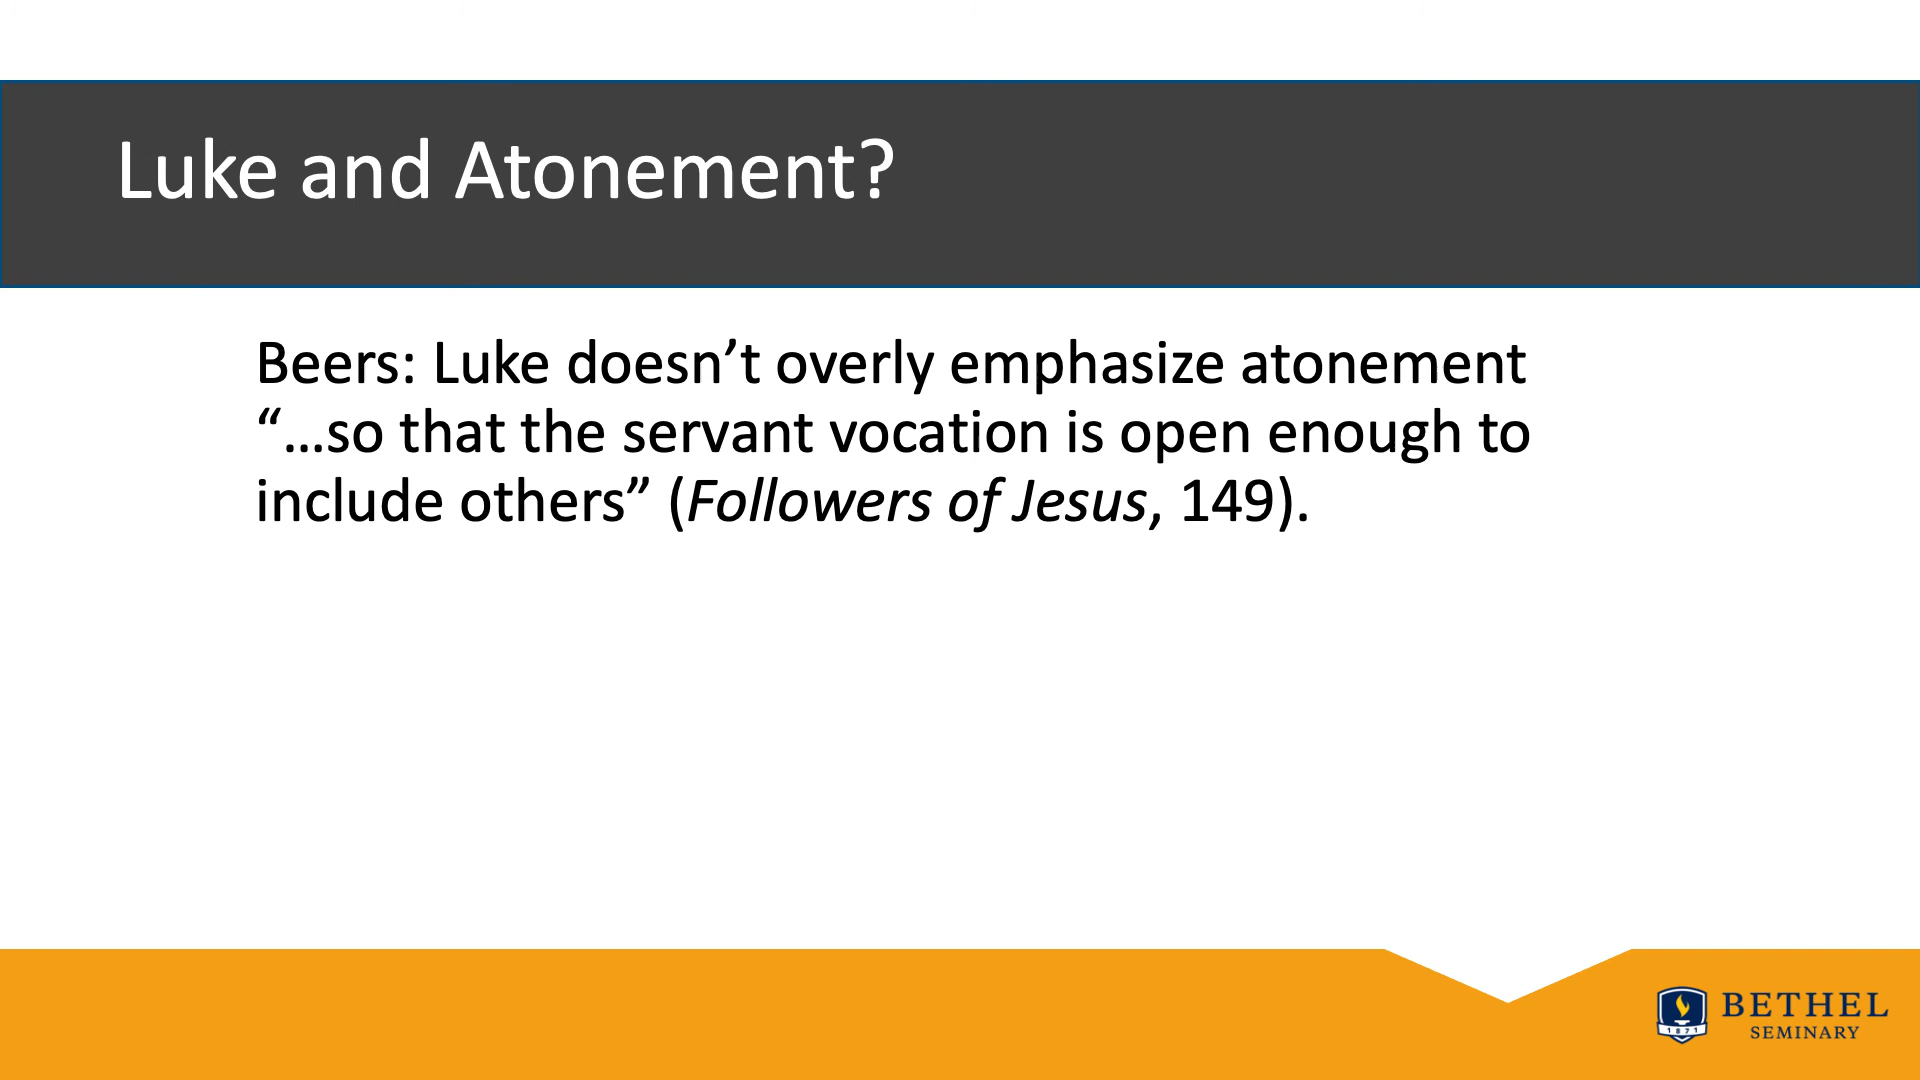 Luke and Atonement?
Beers: Luke doesn’t overly emphasize atonement
“…so that the servant vocation is open enough to
include others” (Followers of Jesus, 149).
1871
BETHEL
SEMINARY